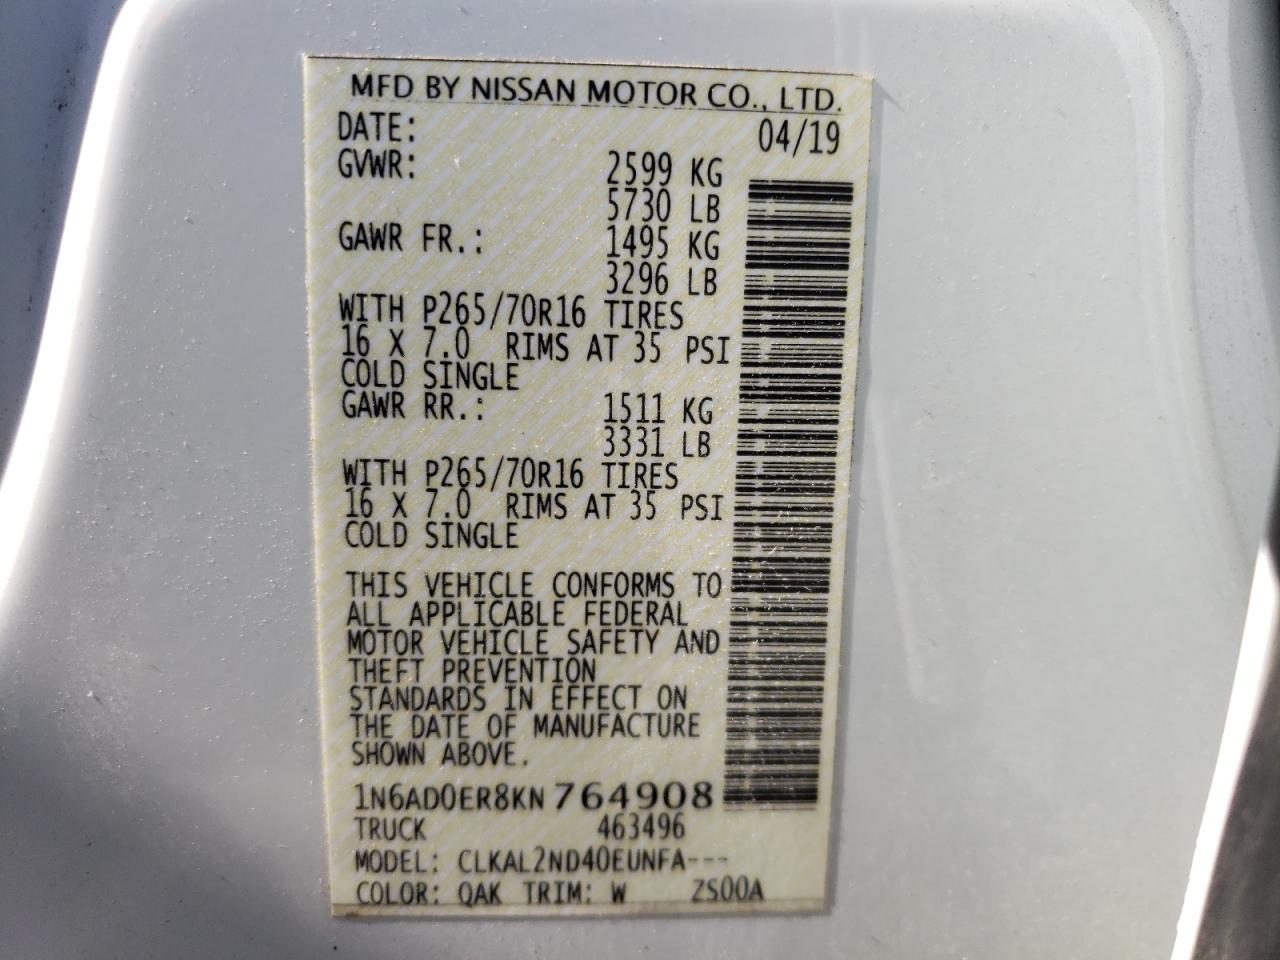 MFD BY NISSAN MOTOR CO., LTD.
DATE: 04/19
GVWR: 2599 KG
5730 LB
GAWR FR.: 1495 KG
3296 LB
WITH P265/70R16 TIRES
16 X 7.0 RIMS AT 35 PSI
COLD SINGLE
GAWR RR.: 1511 KG
3331 LB
WITH P265/70R16 TIRES
16 X 7.0 RIMS AT 35 PSI
COLD SINGLE
THIS VEHICLE CONFORMS TO
ALL APPLICABLE FEDERAL
MOTOR VEHICLE SAFETY AND
THEFT PREVENTION
STANDARDS IN EFFECT ON
THE DATE OF MANUFACTURE
SHOWN ABOVE.
1N6AD0ER8KN764908
TRUCK 463496
MODEL: CLKAL2ND40EUNFA---
COLOR: QAK TRIM: W ZS00A